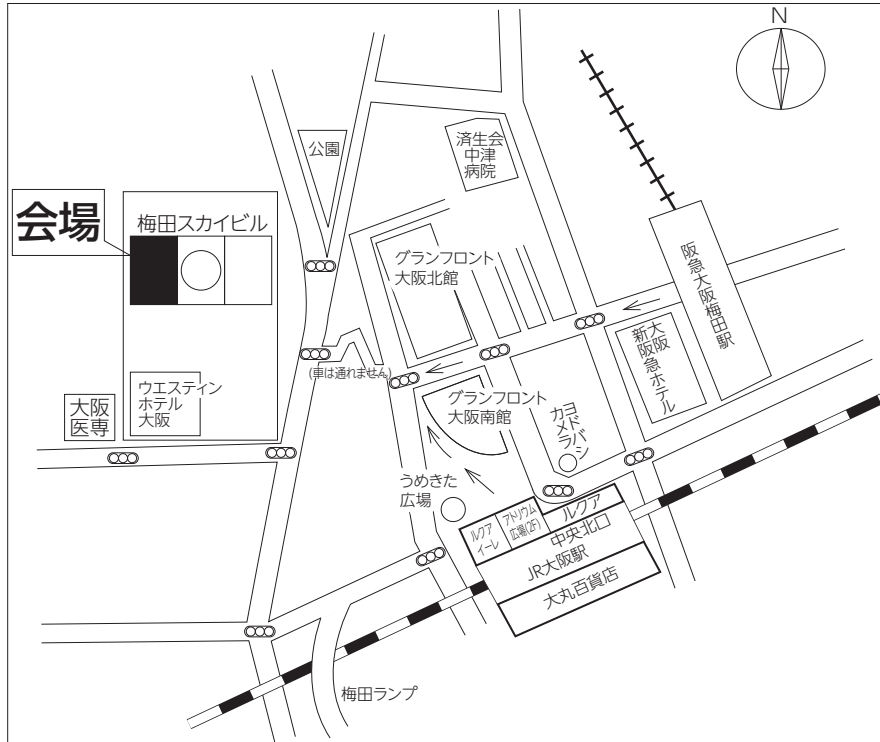 N
済生会
中津
病院
公園
会場
梅田スカイビル
グランフロント
大阪北館
阪急大阪梅田駅
大阪
新阪急ホテル
(車は通れません)
ウエスティン
ホテル
大阪
大阪
医専
グランフロント
大阪南館
ヨドバシ
カメラ
うめきた
広場
ルクア
イーレ
アトリウム
広場(2F)
ルクア
中央北口
JR大阪駅
大丸百貨店
梅田ランプ